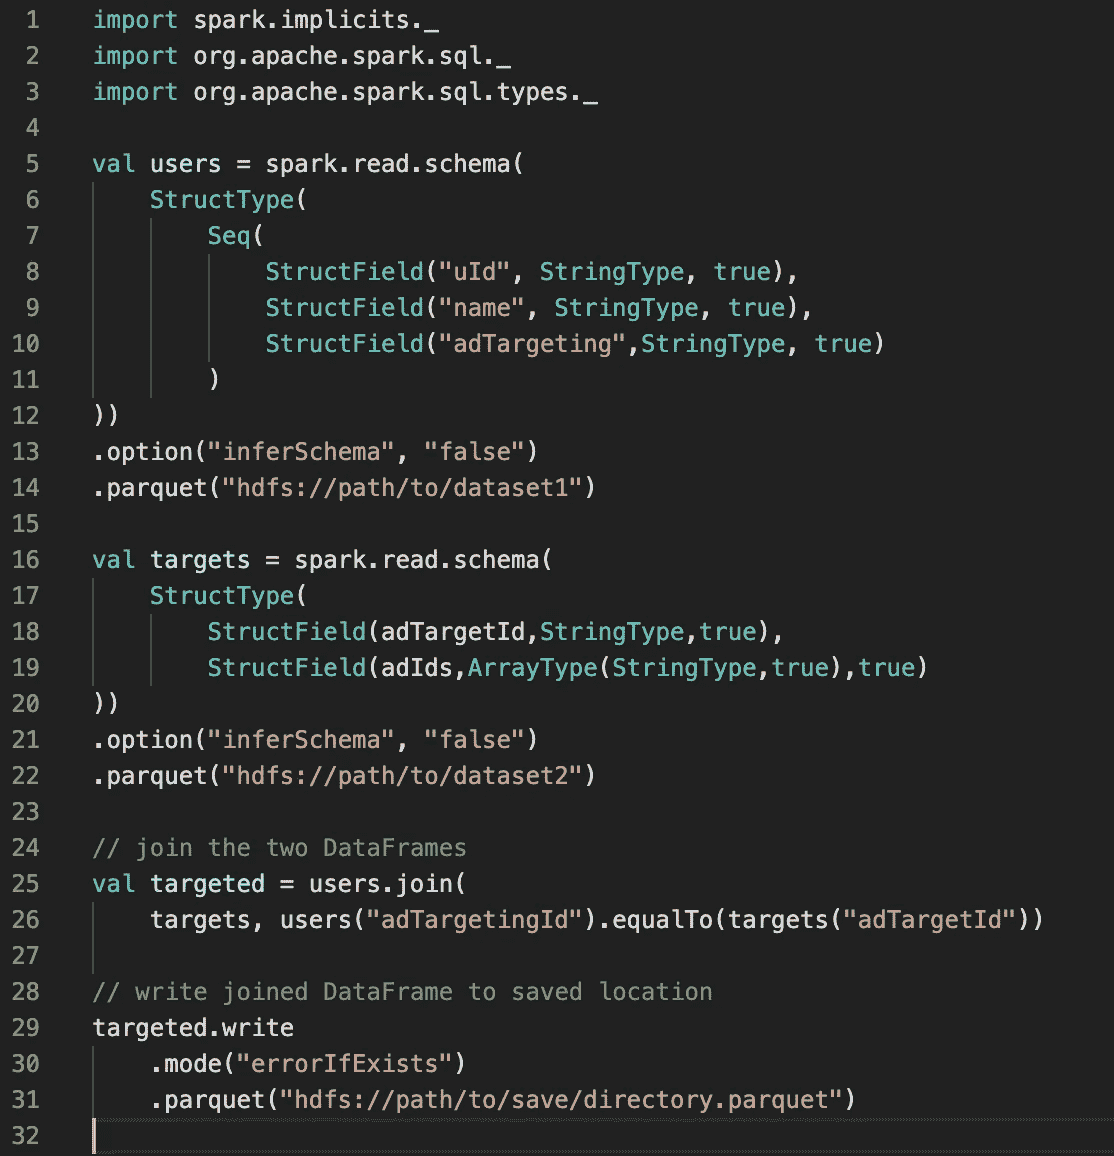 1 import spark.implicits._
2 import org.apache.spark.sql._
3 import org.apache.spark.sql.types._
4
5 val users = spark.read.schema(
6 StructType(
7 Seq(
8 StructField("uId", StringType, true),
9 StructField("name", StringType, true),
10 StructField("adTargeting",StringType, true)
11 )
12 ))
13 .option("inferSchema", "false")
14 .parquet("hdfs://path/to/dataset1")
15
16 val targets = spark.read.schema(
17 StructType(
18 StructField(adTargetId,StringType,true),
19 StructField(adIds,ArrayType(StringType,true),true)
20 ))
21 .option("inferSchema", "false")
22 .parquet("hdfs://path/to/dataset2")
23
24 // join the two DataFrames
25 val targeted = users.join(
26 targets, users("adTargetingId").equalTo(targets("adTargetId"))
27
28 // write joined DataFrame to saved location
29 targeted.write
30 .mode("errorIfExists")
31 .parquet("hdfs://path/to/save/directory.parquet")
32